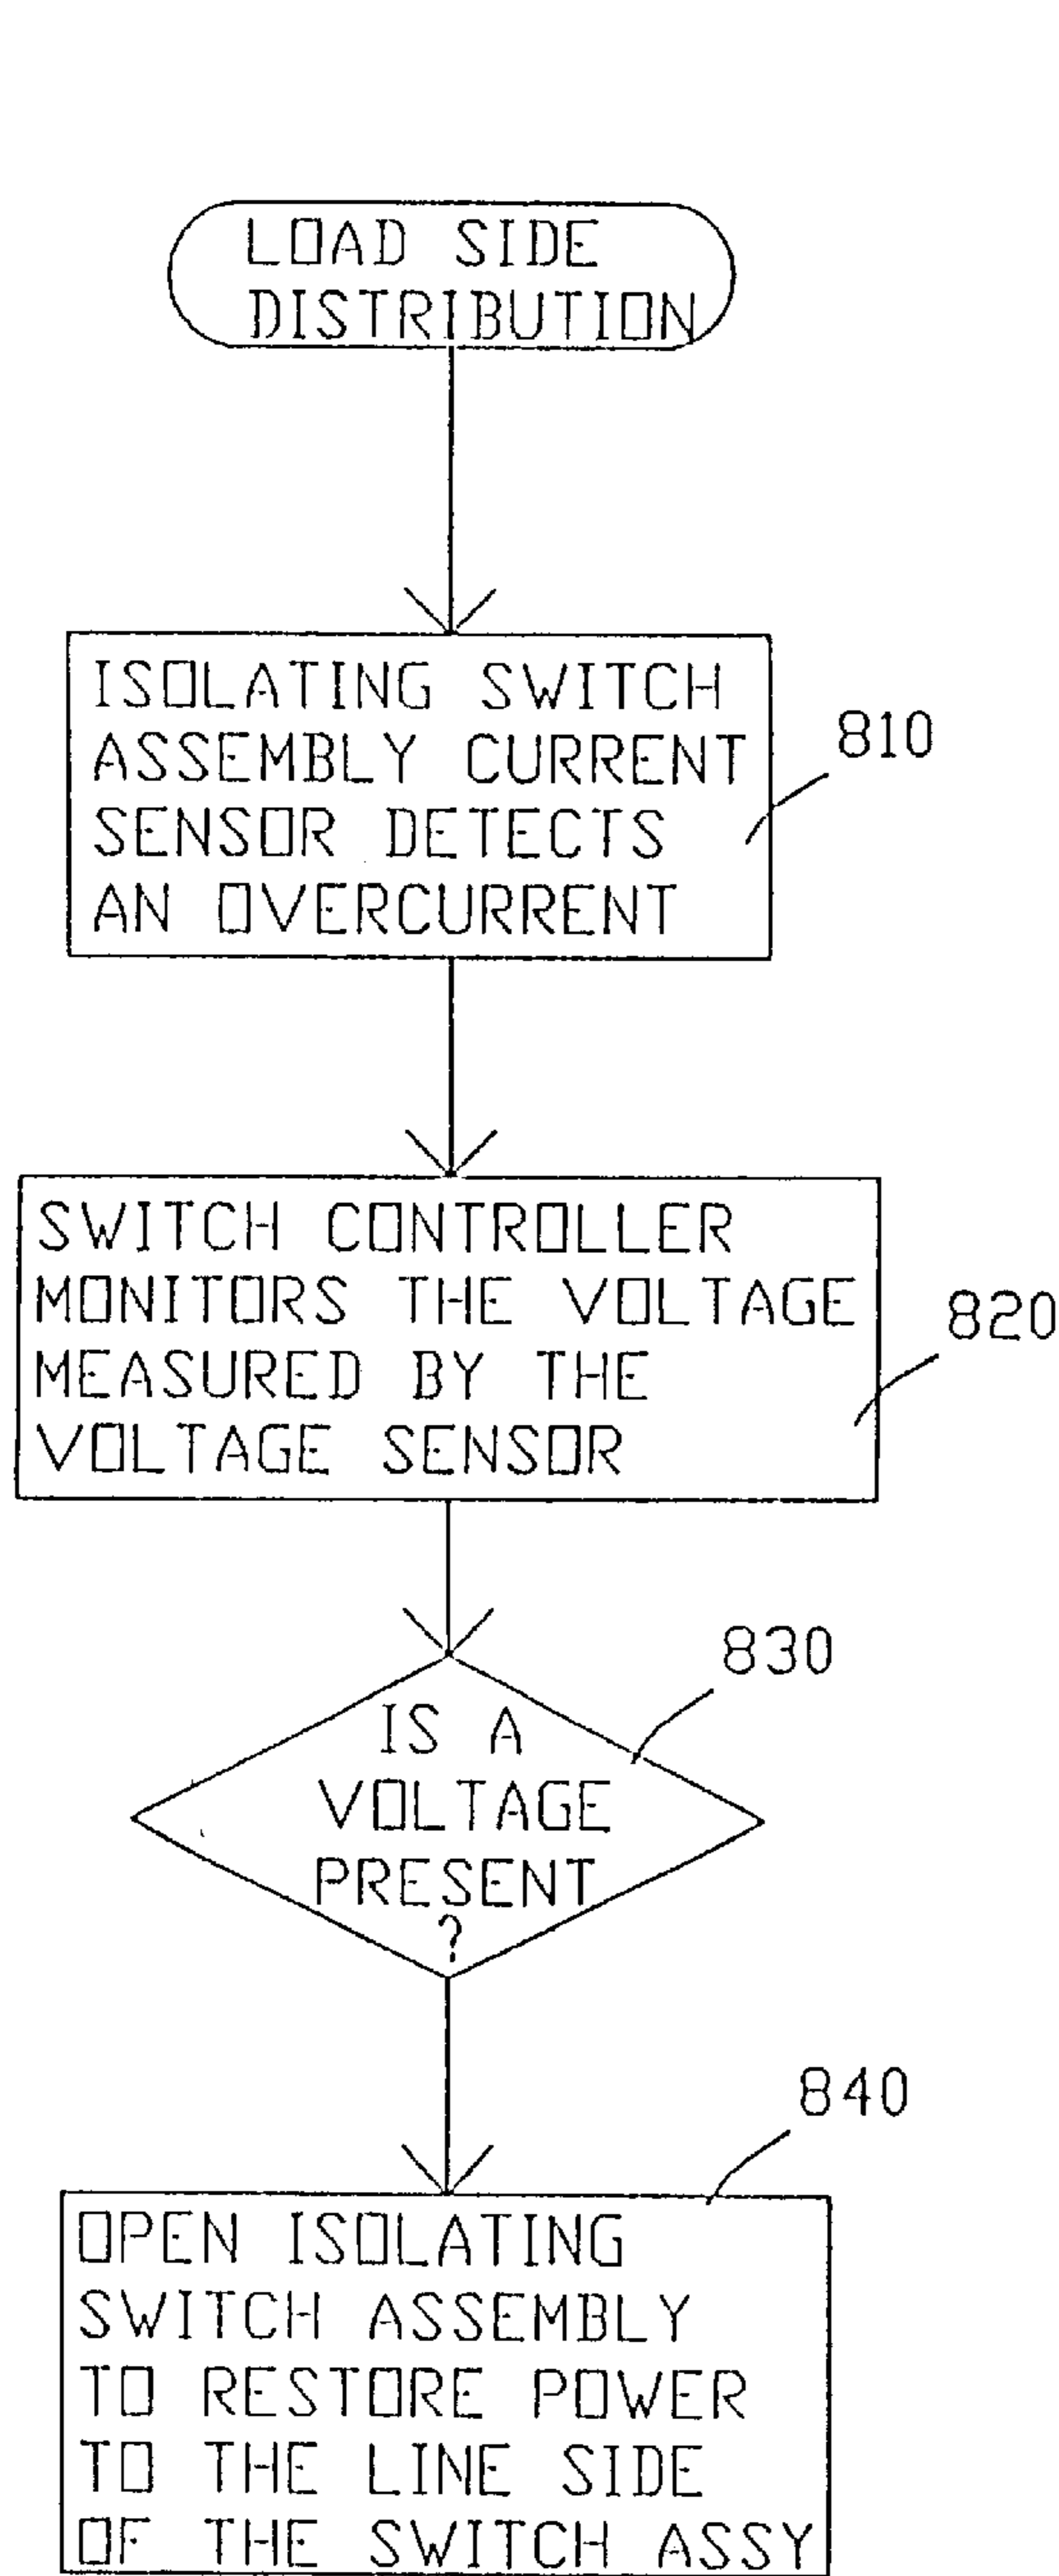 LOAD SIDE
DISTRIBUTION
ISOLATING SWITCH
ASSEMBLY CURRENT
SENSOR DETECTS
AN OVERCURRENT
810
SWITCH CONTROLLER
MONITORS THE VOLTAGE
MEASURED BY THE
VOLTAGE SENSOR
820
IS A
VOLTAGE
PRESENT
?
830
840
OPEN ISOLATING
SWITCH ASSEMBLY
TO RESTORE POWER
TO THE LINE SIDE
OF THE SWITCH ASSY